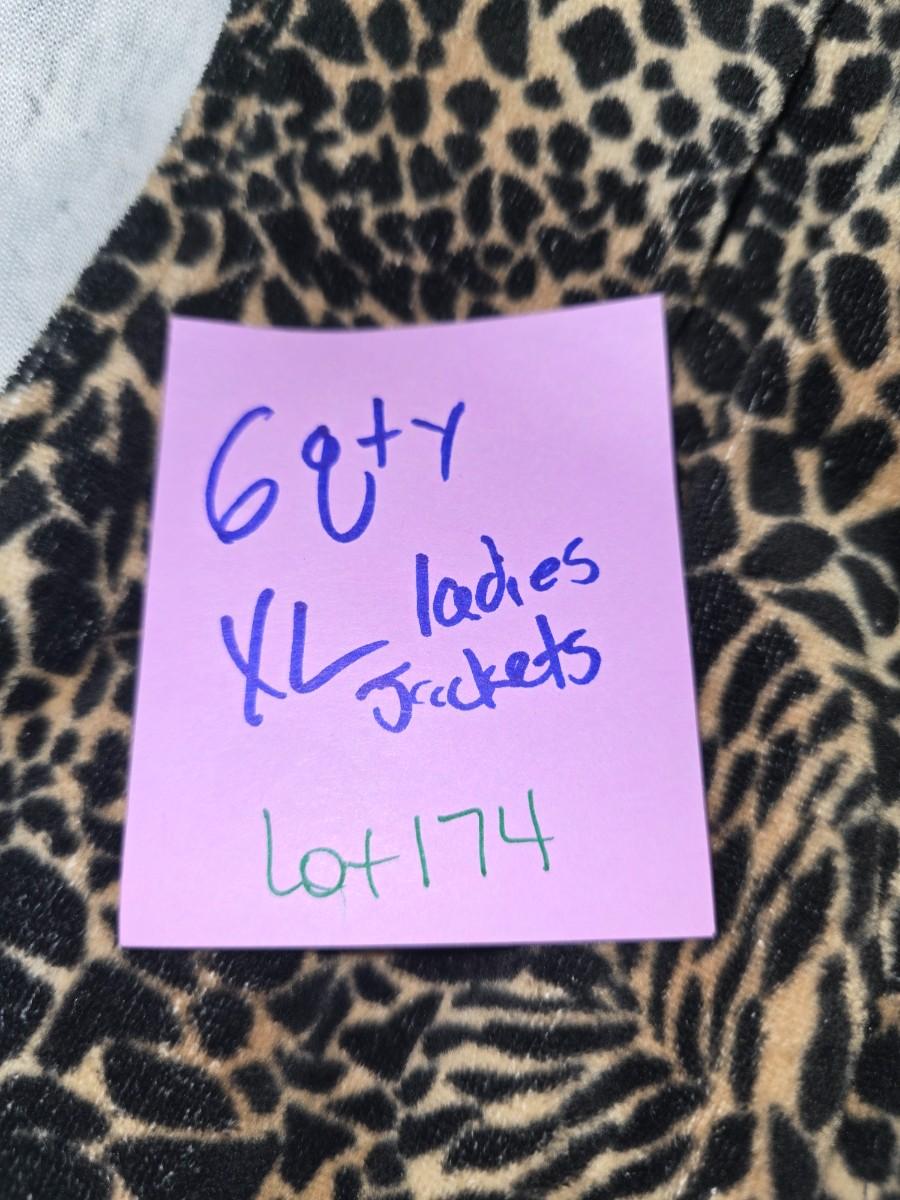 6 qty
XL ladies
Jackets
Lot 174